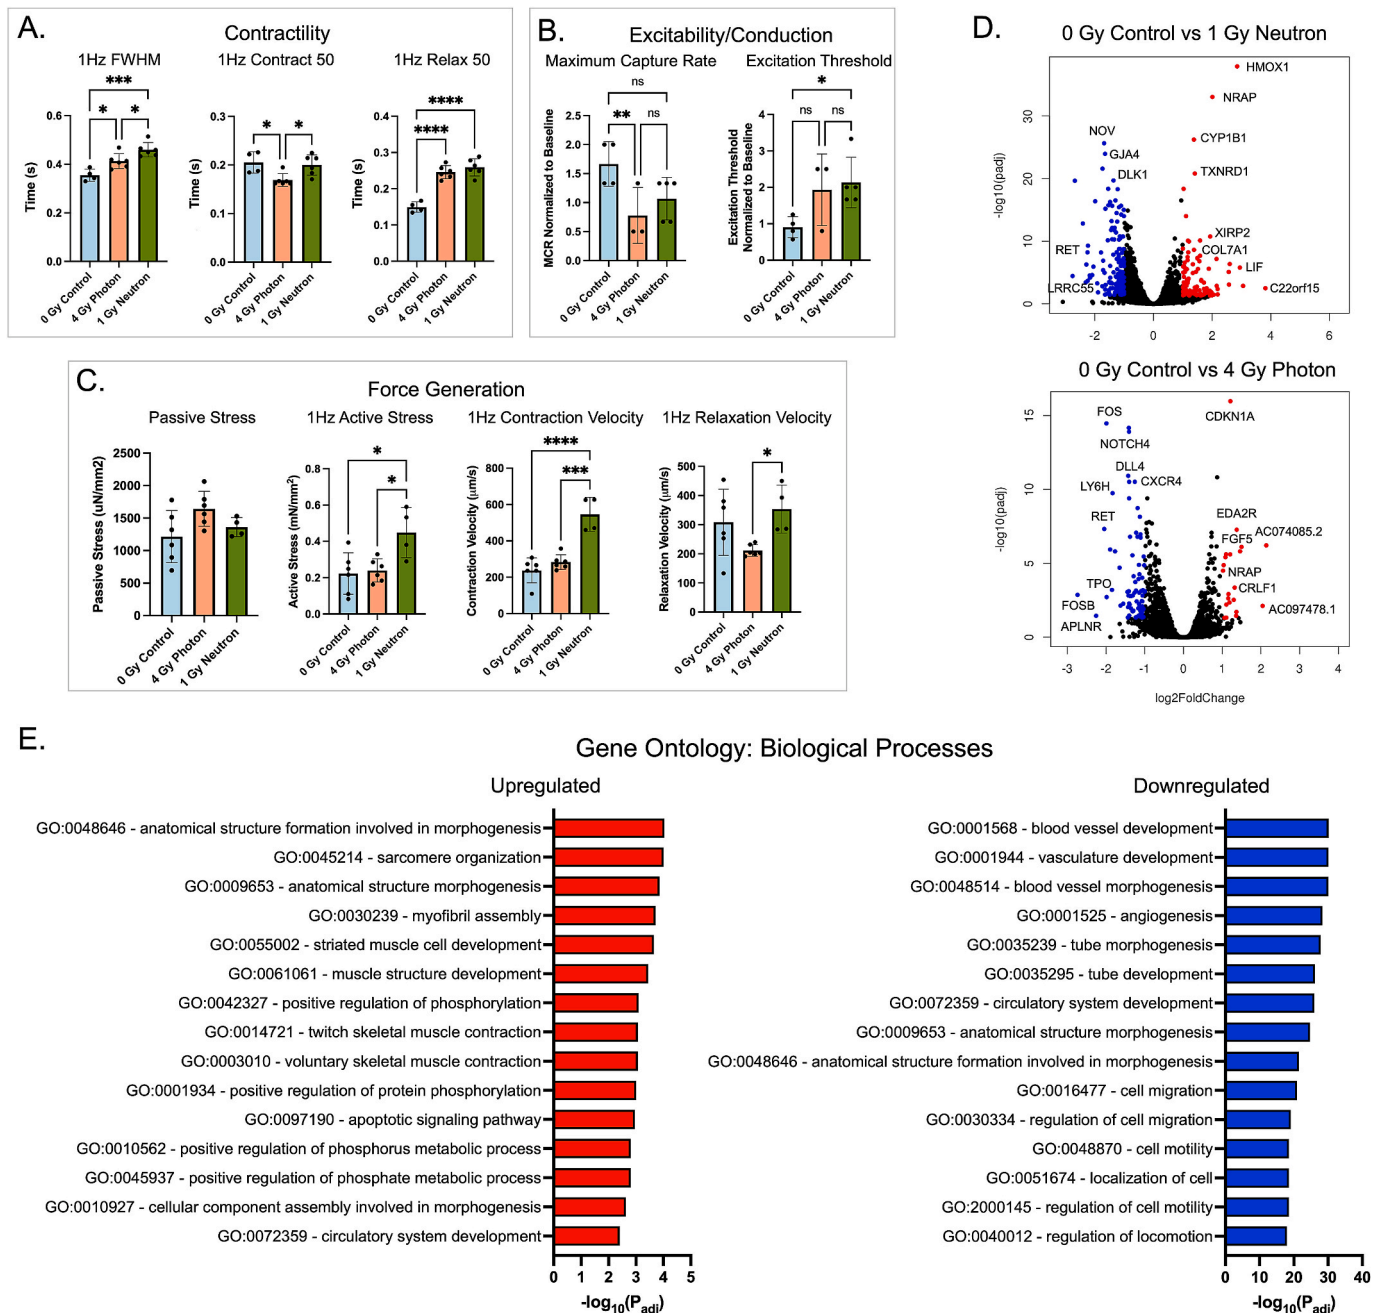 A.
Contractility
1Hz FWHM
1Hz Contract 50
1Hz Relax 50
***
*
*
*
*
****
****
Time (s)
0.6
0.4
0.2
0.0
Time (s)
0.3
0.2
0.1
0.0
Time (s)
0.4
0.3
0.2
0.1
0.0
0 Gy Control
4 Gy Photon
1 Gy Neutron
0 Gy Control
4 Gy Photon
1 Gy Neutron
0 Gy Control
4 Gy Photon
1 Gy Neutron
B.
Excitability/Conduction
Maximum Capture Rate
Excitation Threshold
ns
**
ns
*
ns
ns
MCR Normalized to Baseline
2.5
2.0
1.5
1.0
0.5
0.0
Excitation Threshold
Normalized to Baseline
4
3
2
1
0
0 Gy Control
4 Gy Photon
1 Gy Neutron
0 Gy Control
4 Gy Photon
1 Gy Neutron
C.
Force Generation
Passive Stress
1Hz Active Stress
1Hz Contraction Velocity
1Hz Relaxation Velocity
*
*
****
***
*
Passive Stress (uN/mm2)
2500
2000
1500
1000
500
0
Active Stress (mN/mm²)
0.8
0.6
0.4
0.2
0.0
Contraction Velocity (µm/s)
800
600
400
200
0
Relaxation Velocity (µm/s)
500
400
300
200
100
0
0 Gy Control
4 Gy Photon
1 Gy Neutron
0 Gy Control
4 Gy Photon
1 Gy Neutron
0 Gy Control
4 Gy Photon
1 Gy Neutron
0 Gy Control
4 Gy Photon
1 Gy Neutron
D.
0 Gy Control vs 1 Gy Neutron
-log10(padj)
30
20
10
0
HMOX1
NRAP
CYP1B1
NOV
GJA4
DLK1
TXNRD1
XIRP2
RET
COL7A1
LIF
LRRC55
C22orf15
-2
0
2
4
6
0 Gy Control vs 4 Gy Photon
-log10(padj)
15
10
5
0
FOS
CDKN1A
NOTCH4
DLL4
LY6H
CXCR4
RET
EDA2R
AC074085.2
FGF5
NRAP
TPO
CRLF1
FOSB
AC097478.1
APLNR
-3
-2
-1
0
1
2
3
4
log2FoldChange
E.
Gene Ontology: Biological Processes
Upregulated
GO:0048646 - anatomical structure formation involved in morphogenesis
GO:0045214 - sarcomere organization
GO:0009653 - anatomical structure morphogenesis
GO:0030239 - myofibril assembly
GO:0055002 - striated muscle cell development
GO:0061061 - muscle structure development
GO:0042327 - positive regulation of phosphorylation
GO:0014721 - twitch skeletal muscle contraction
GO:0003010 - voluntary skeletal muscle contraction
GO:0001934 - positive regulation of protein phosphorylation
GO:0097190 - apoptotic signaling pathway
GO:0010562 - positive regulation of phosphorus metabolic process
GO:0045937 - positive regulation of phosphate metabolic process
GO:0010927 - cellular component assembly involved in morphogenesis
GO:0072359 - circulatory system development
0 1 2 3 4 5
-log10(Padj)
Downregulated
GO:0001568 - blood vessel development
GO:0001944 - vasculature development
GO:0048514 - blood vessel morphogenesis
GO:0001525 - angiogenesis
GO:0035239 - tube morphogenesis
GO:0035295 - tube development
GO:0072359 - circulatory system development
GO:0009653 - anatomical structure morphogenesis
GO:0048646 - anatomical structure formation involved in morphogenesis
GO:0016477 - cell migration
GO:0030334 - regulation of cell migration
GO:0048870 - cell motility
GO:0051674 - localization of cell
GO:2000145 - regulation of cell motility
GO:0040012 - regulation of locomotion
0 10 20 30 40
-log10(Padj)